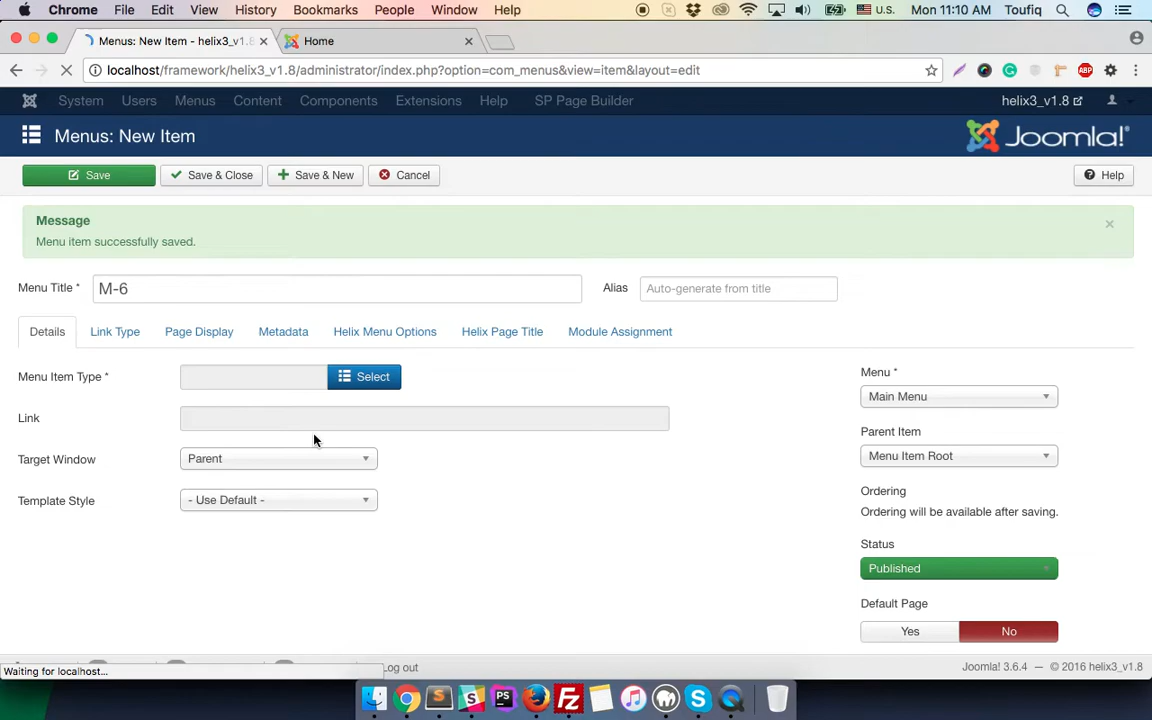 Chrome File Edit View History Bookmarks People Window Help U.S. Mon 11:10 AM Toufiq
Menus: New Item - helix3_v1.8 Home
localhost/framework/helix3_v1.8/administrator/index.php?option=com_menus&view=item&layout=edit ABP
System Users Menus Content Components Extensions Help SP Page Builder helix3_v1.8
Menus: New Item Joomla!®
Save Save & Close Save & New Cancel Help
Message
Menu item successfully saved.
×
Menu Title * M-6 Alias Auto-generate from title
Details Link Type Page Display Metadata Helix Menu Options Helix Page Title Module Assignment
Menu Item Type * Select
Link
Target Window Parent
Template Style - Use Default -
Menu *
Main Menu
Parent Item
Menu Item Root
Ordering
Ordering will be available after saving.
Status
Published
Default Page
Yes No
Waiting for localhost... Log out Joomla! 3.6.4 — © 2016 helix3_v1.8
S PS Fz S